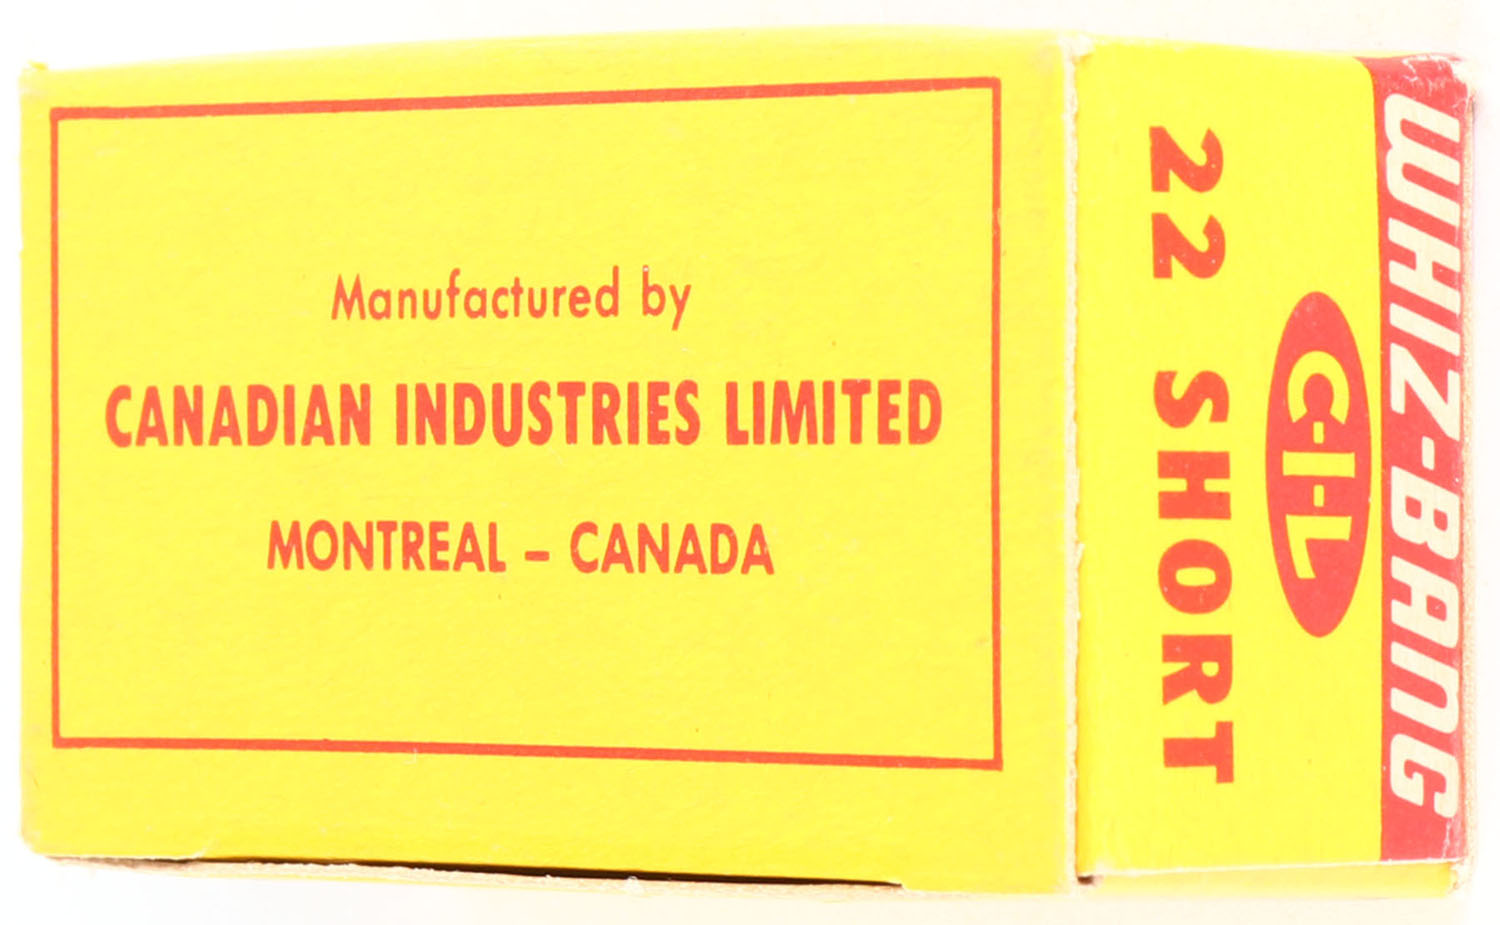 Manufactured by
CANADIAN INDUSTRIES LIMITED
MONTREAL – CANADA
WHIZ-BANG
C-I-L
22 SHORT